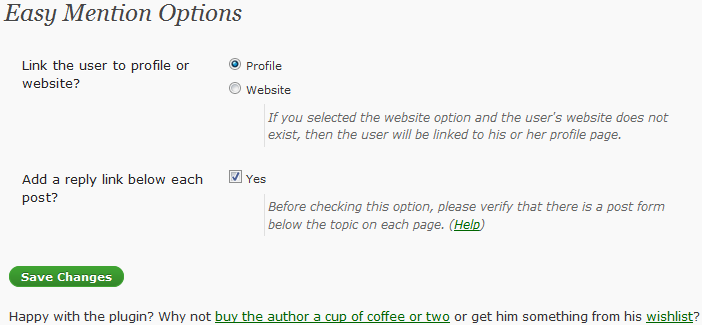 Easy Mention Options
Link the user to profile or
website?
Profile
Website
If you selected the website option and the user's website does not
exist, then the user will be linked to his or her profile page.
Add a reply link below each
post?
Yes
Before checking this option, please verify that there is a post form
below the topic on each page. (Help)
Save Changes
Happy with the plugin? Why not buy the author a cup of coffee or two or get him something from his wishlist?